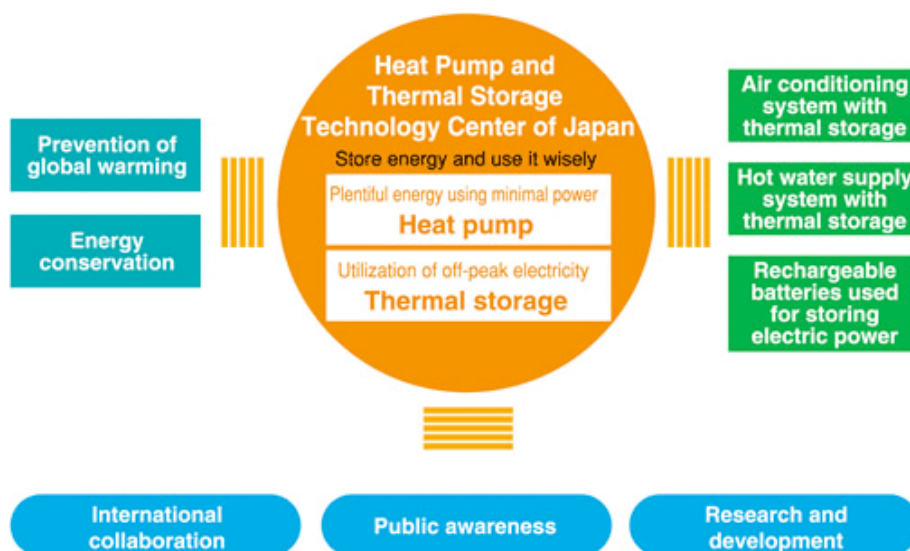 Heat Pump and
Thermal Storage
Technology Center of Japan
Store energy and use it wisely
Plentiful energy using minimal power
Heat pump
Utilization of off-peak electricity
Thermal storage
Prevention of
global warming
Energy
conservation
Air conditioning
system with
thermal storage
Hot water supply
system with
thermal storage
Rechargeable
batteries used
for storing
electric power
International
collaboration
Public awareness
Research and
development